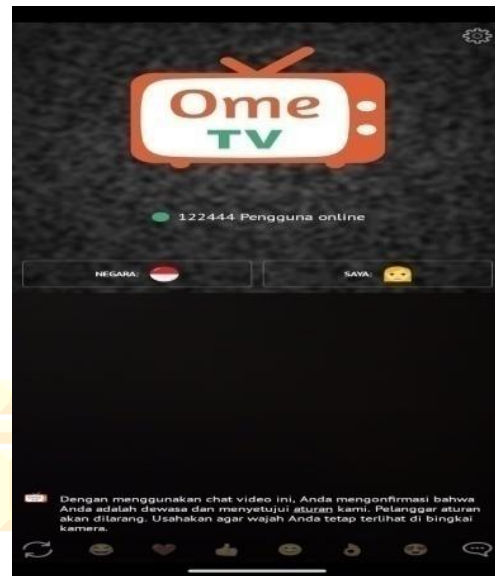 Ome
TV
122444 Pengguna online
NEGARA:
SAYA:
Dengan menggunakan chat video ini, Anda mengonfirmasi bahwa
Anda adalah dewasa dan menyetujui aturan kami. Pelanggar aturan
akan dilarang. Usahakan agar wajah Anda tetap terlihat di bingkai
kamera.